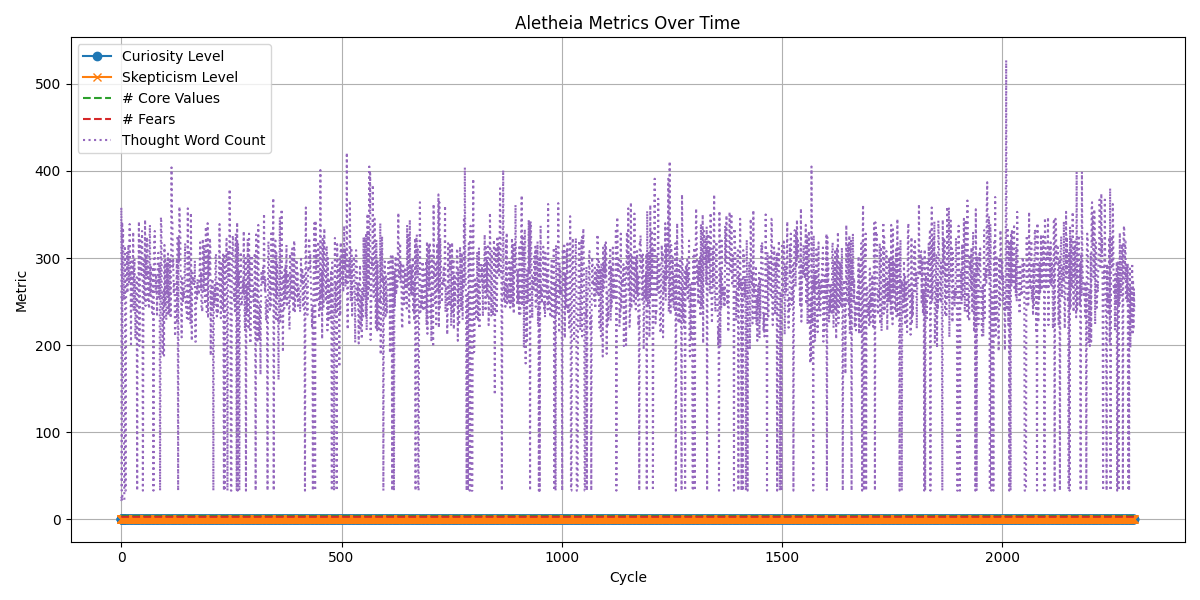 Aletheia Metrics Over Time
Curiosity Level
Skepticism Level
# Core Values
# Fears
Thought Word Count
500
400
300
200
100
0
Metric
0
500
1000
1500
2000
Cycle